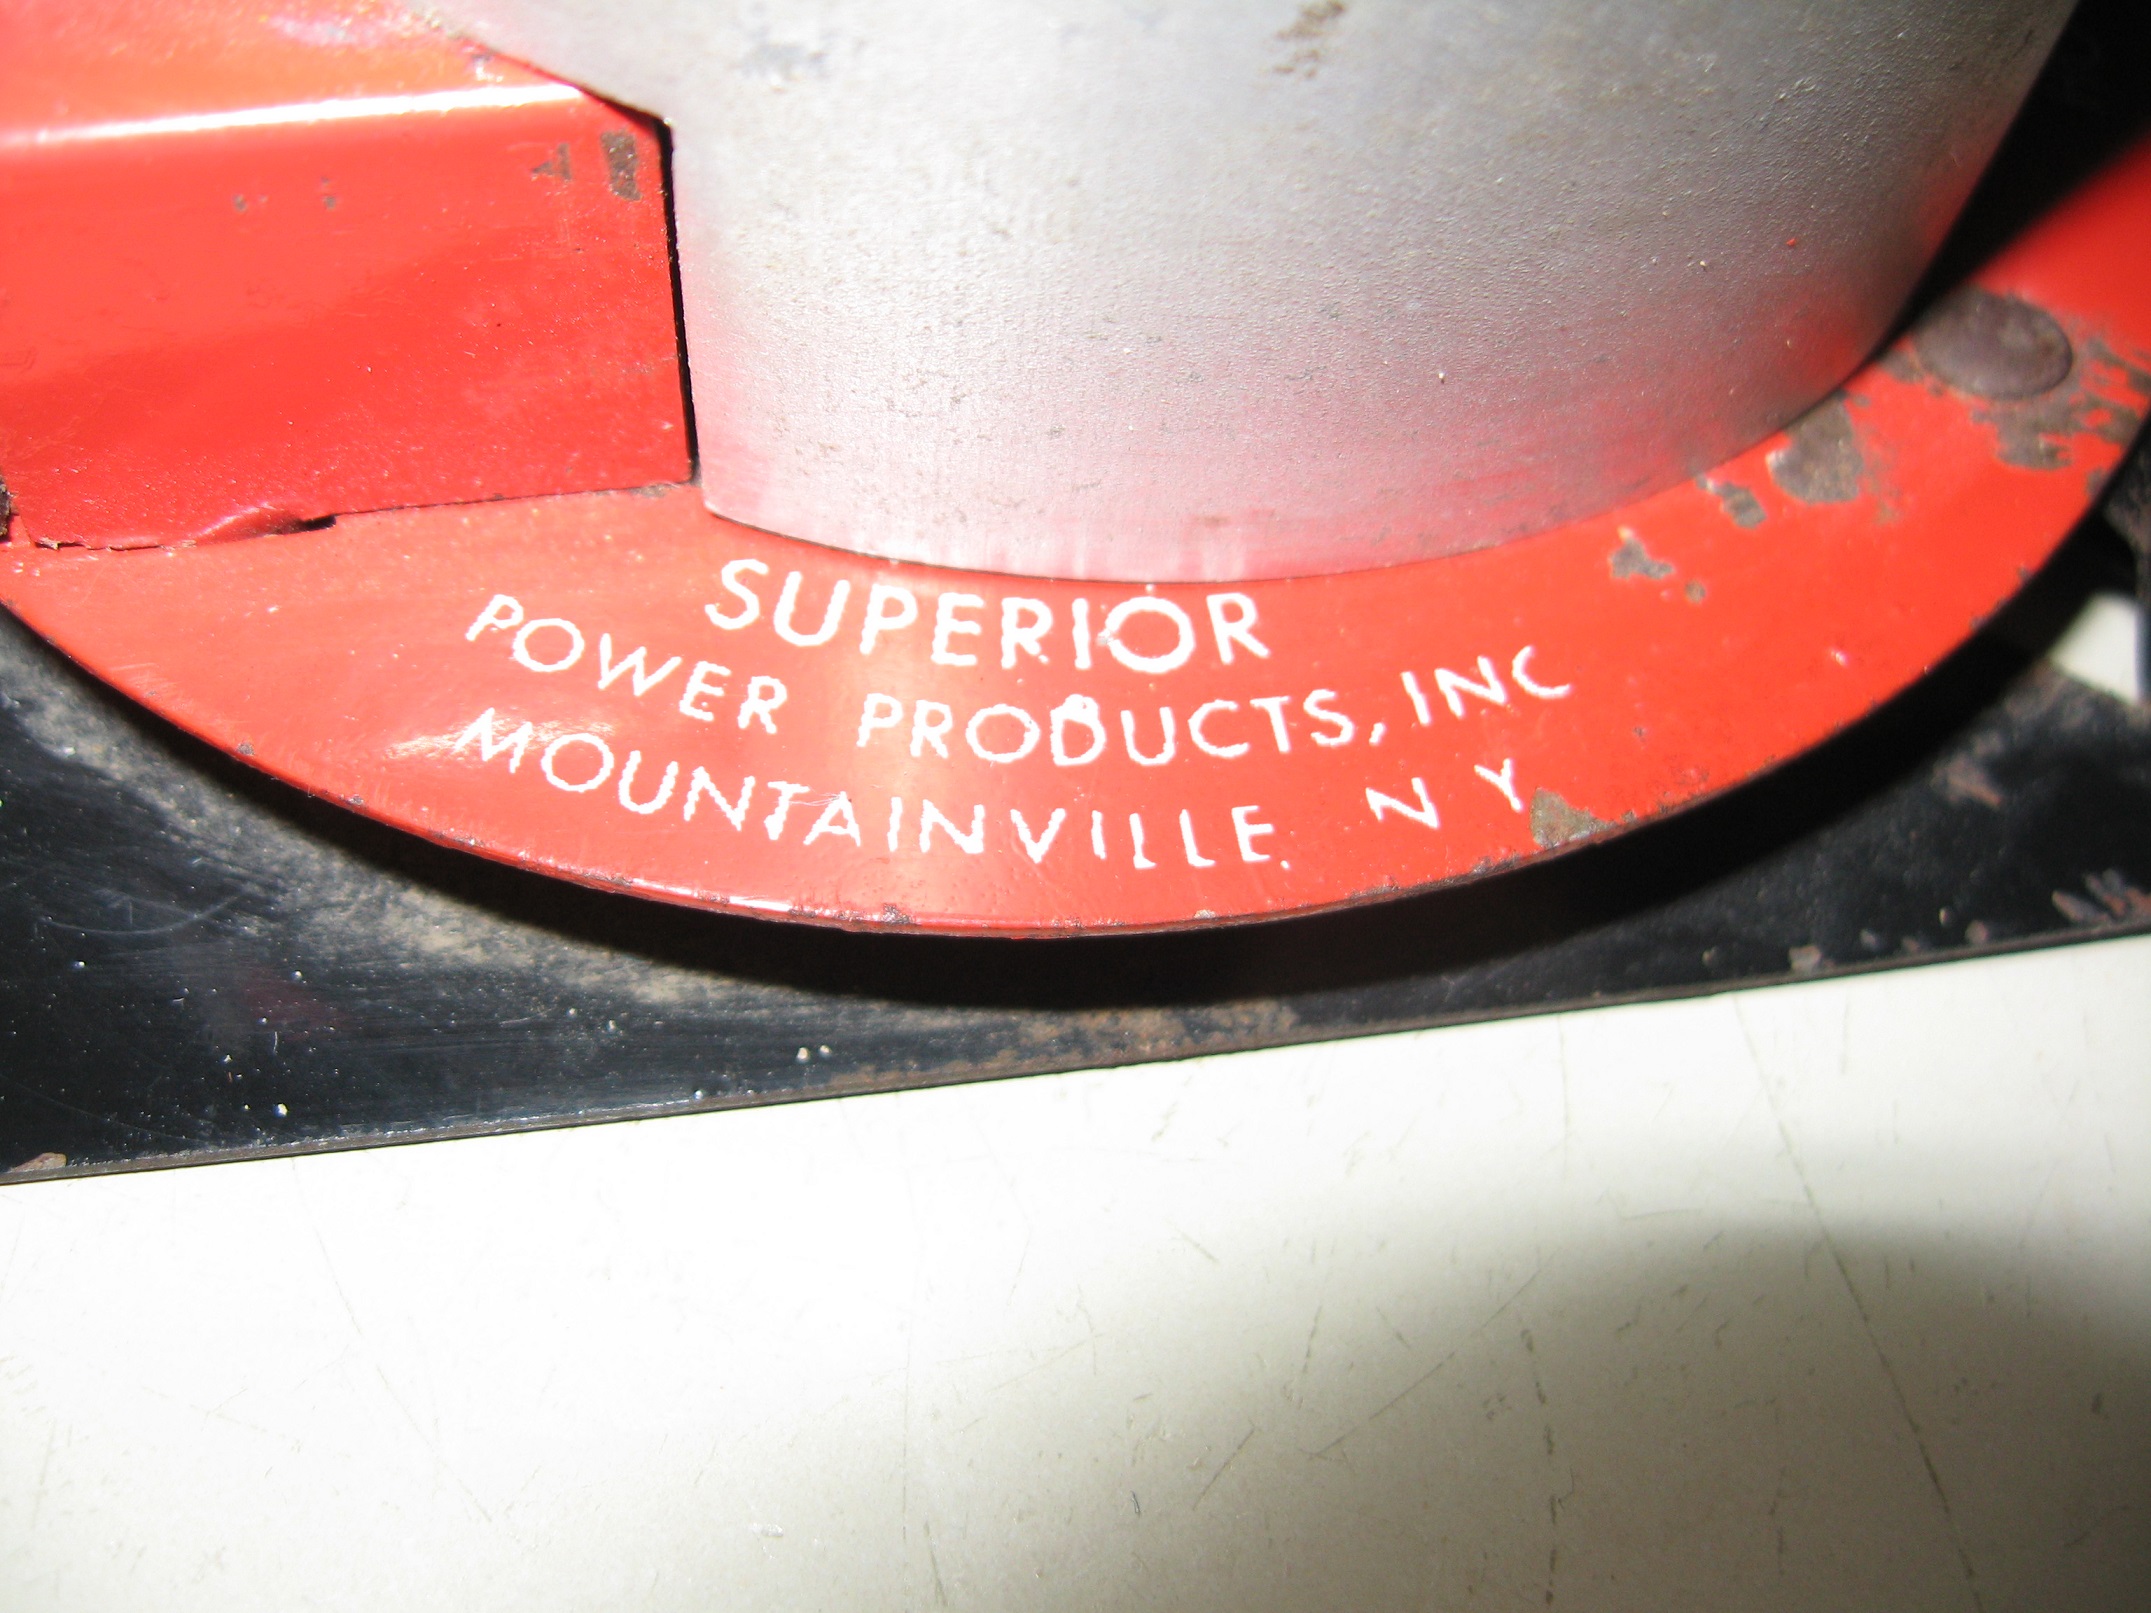 SUPERIOR
POWER PRODUCTS, INC
MOUNTAINVILLE. N Y